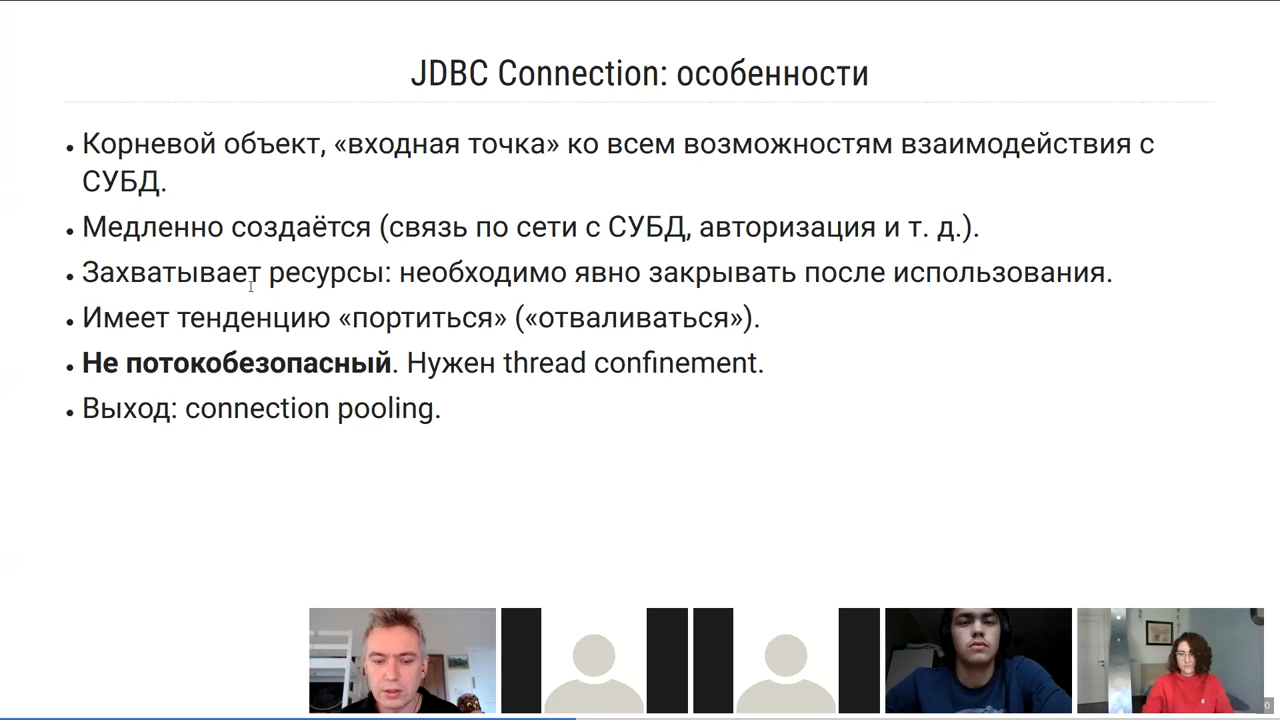 JDBC Connection: особенности
• Корневой объект, «входная точка» ко всем возможностям взаимодействия с
СУБД.
• Медленно создаётся (связь по сети с СУБД, авторизация и т. д.).
• Захватывает ресурсы: необходимо явно закрывать после использования.
• Имеет тенденцию «портиться» («отваливаться»).
• Не потокобезопасный. Нужен thread confinement.
• Выход: connection pooling.
0